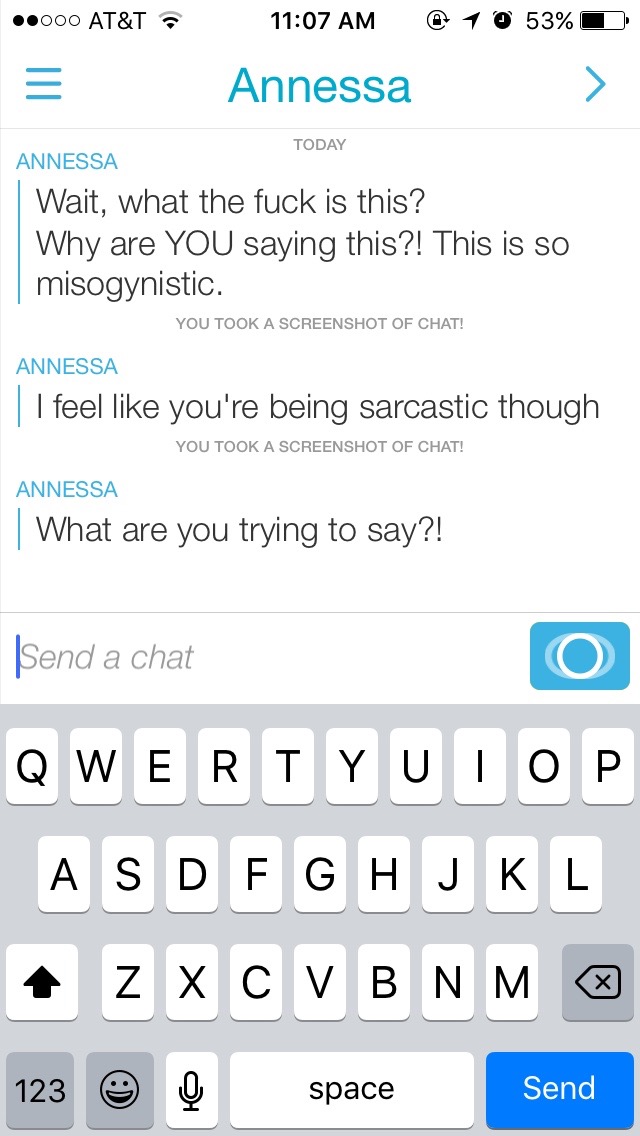 AT&T 11:07 AM 53%
Annessa
TODAY
ANNESSA
Wait, what the fuck is this?
Why are YOU saying this?! This is so
misogynistic.
YOU TOOK A SCREENSHOT OF CHAT!
ANNESSA
I feel like you're being sarcastic though
YOU TOOK A SCREENSHOT OF CHAT!
ANNESSA
What are you trying to say?!
Send a chat
Q W E R T Y U I O P
A S D F G H J K L
Z X C V B N M
123 space Send